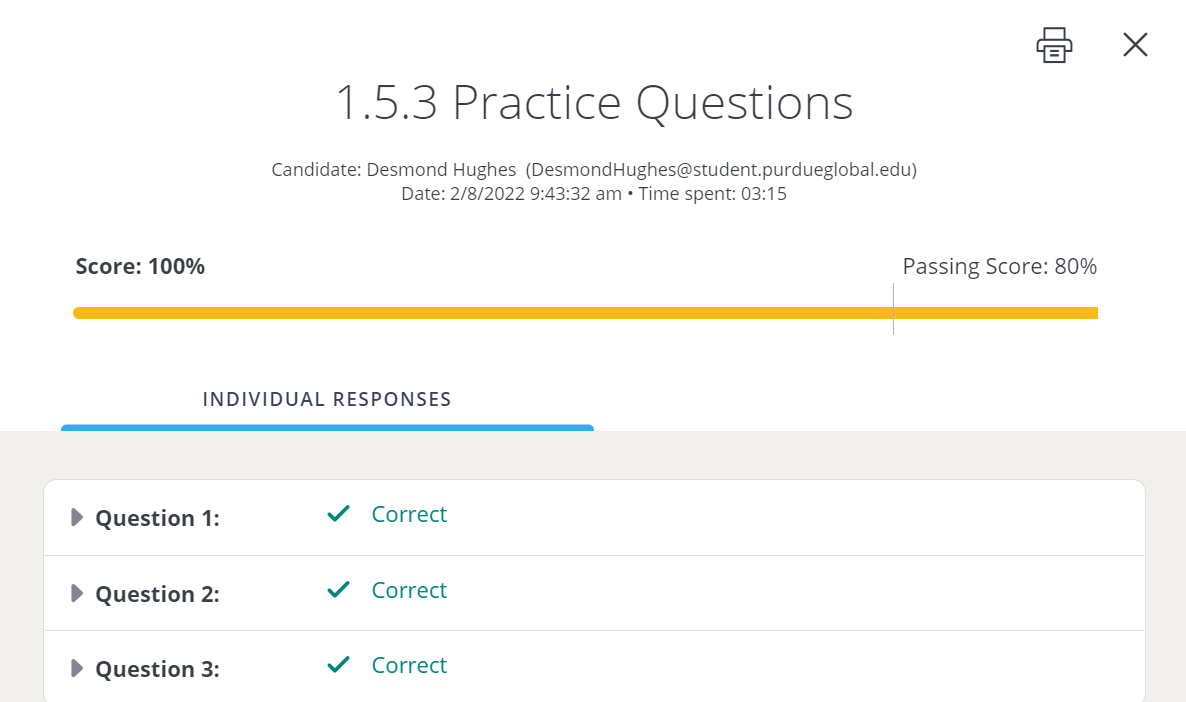 1.5.3 Practice Questions
Candidate: Desmond Hughes (DesmondHughes@student.purdueglobal.edu)
Date: 2/8/2022 9:43:32 am • Time spent: 03:15
Score: 100% Passing Score: 80%
INDIVIDUAL RESPONSES
Question 1: Correct
Question 2: Correct
Question 3: Correct